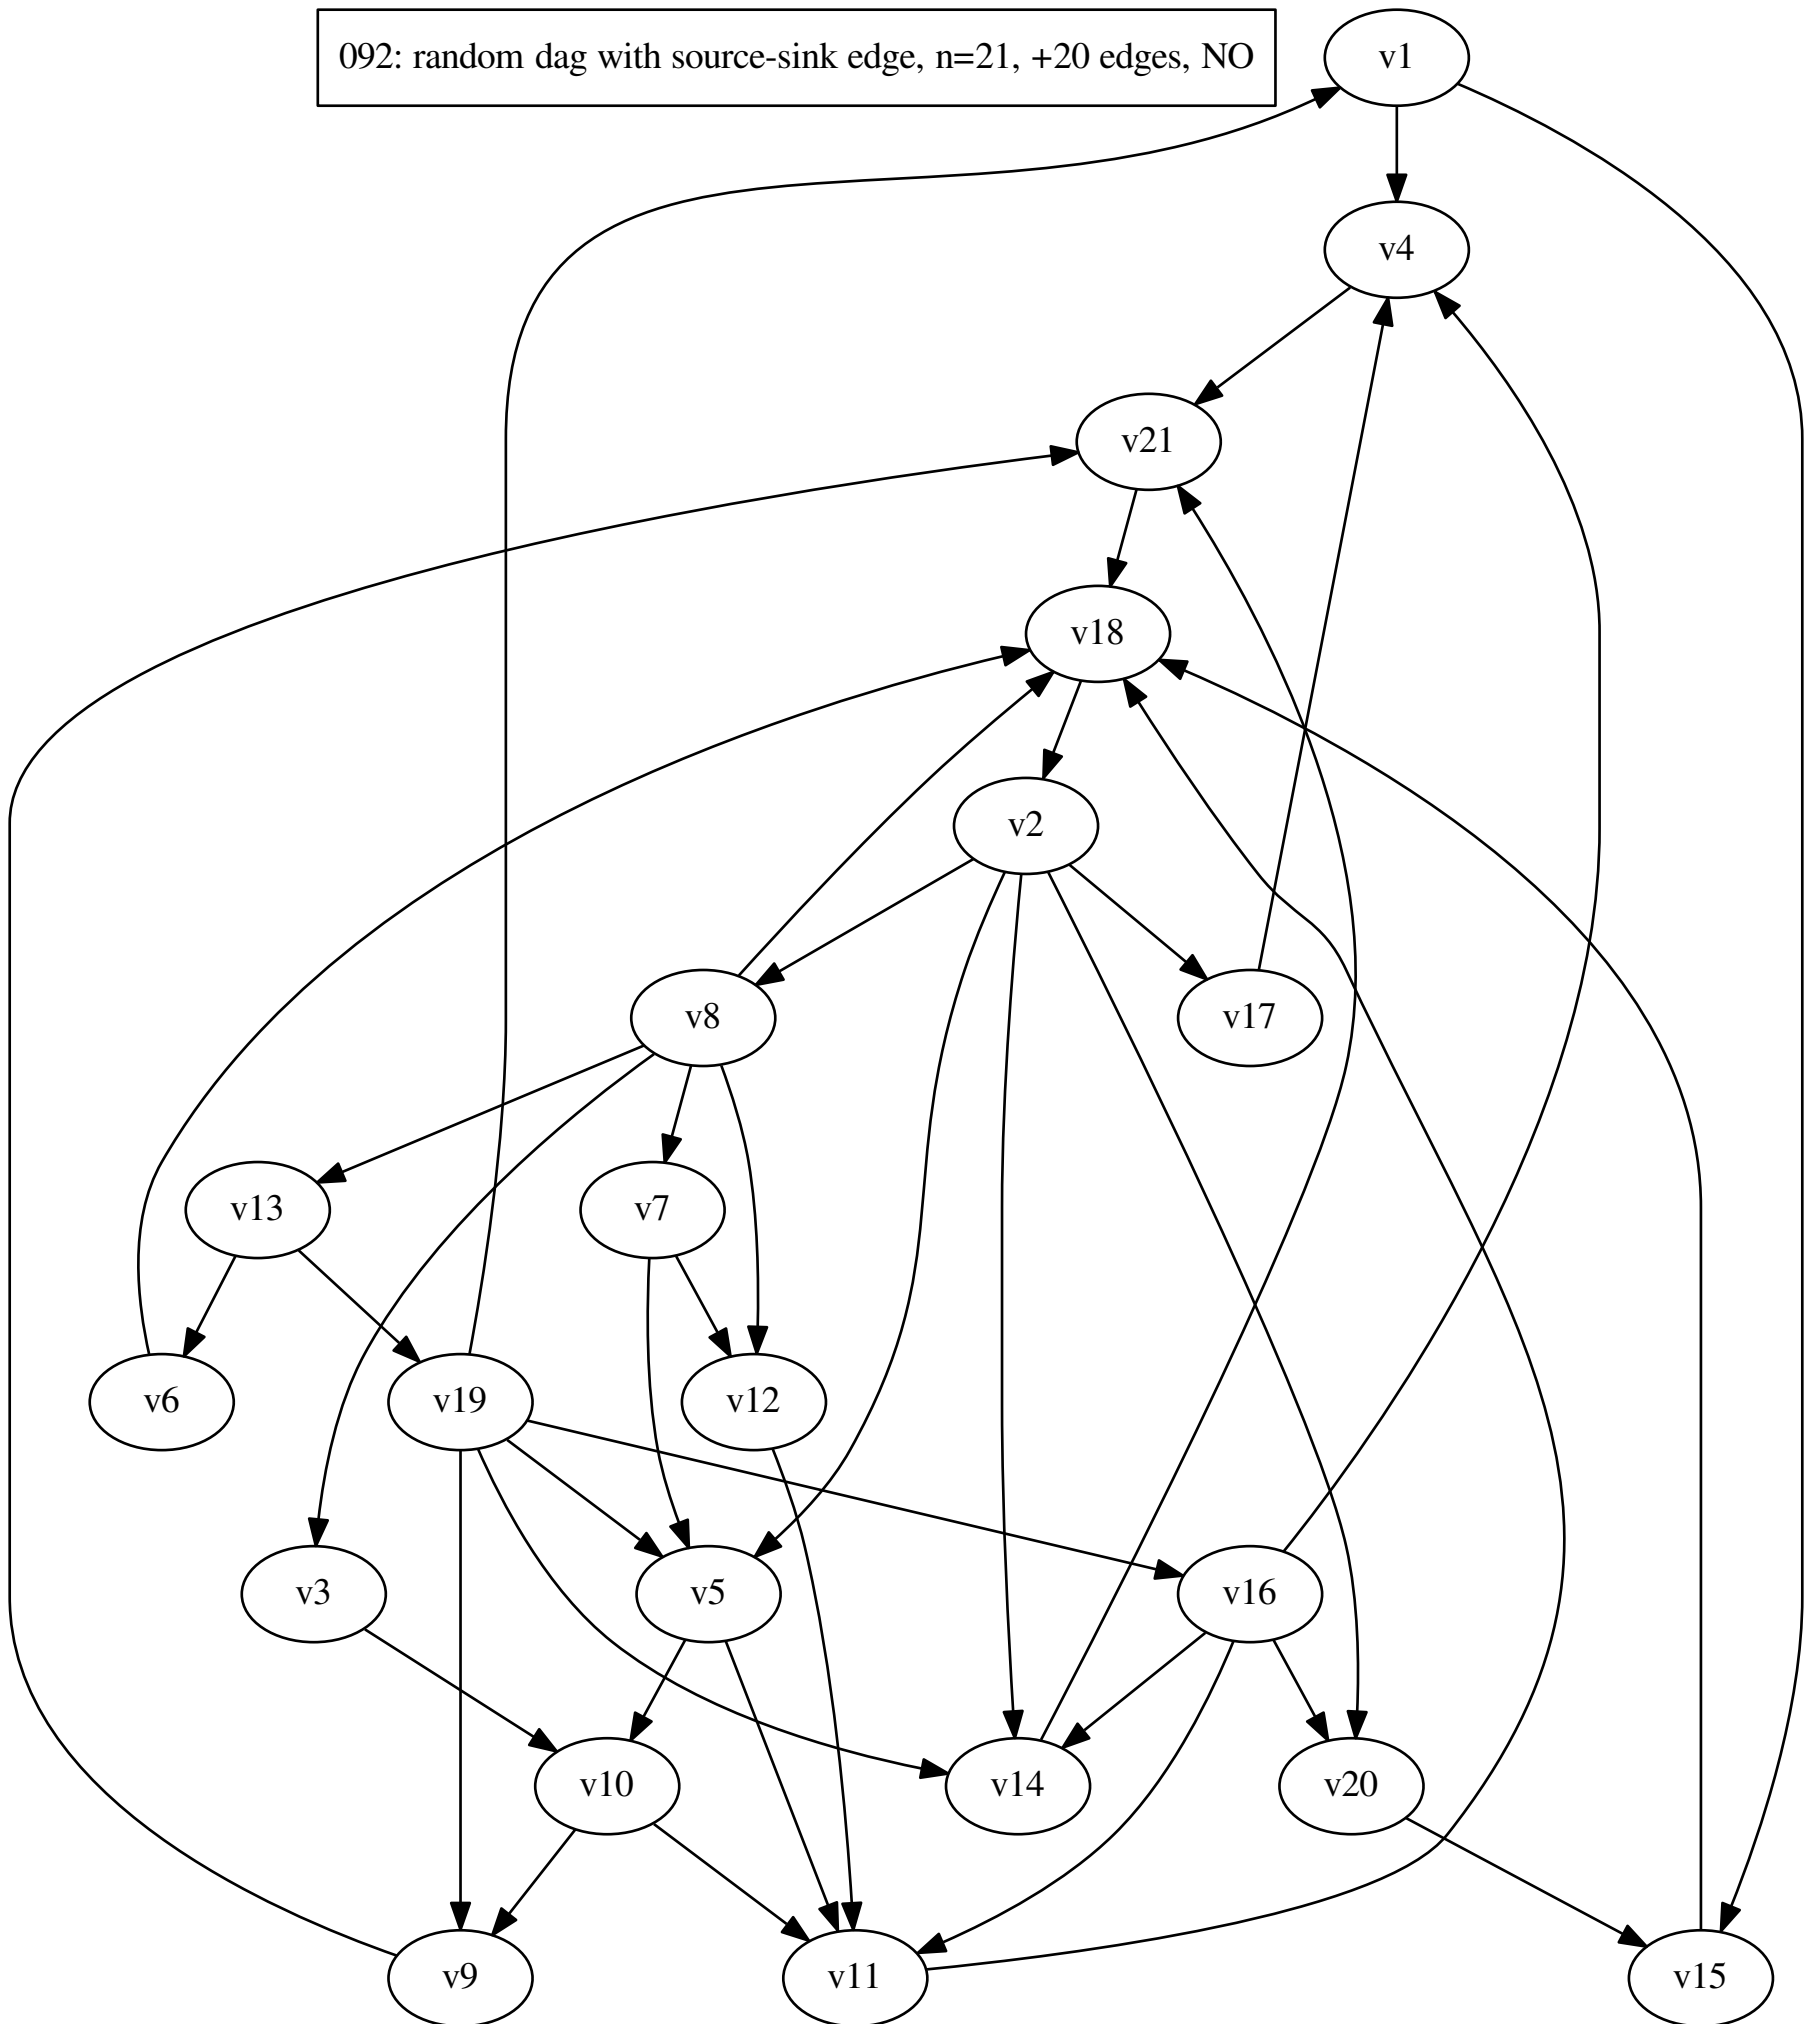 092: random dag with source-sink edge, n=21, +20 edges, NO
v1
v4
v21
v18
v2
v8
v17
v13
v7
v6
v19
v12
v3
v5
v16
v10
v14
v20
v9
v11
v15